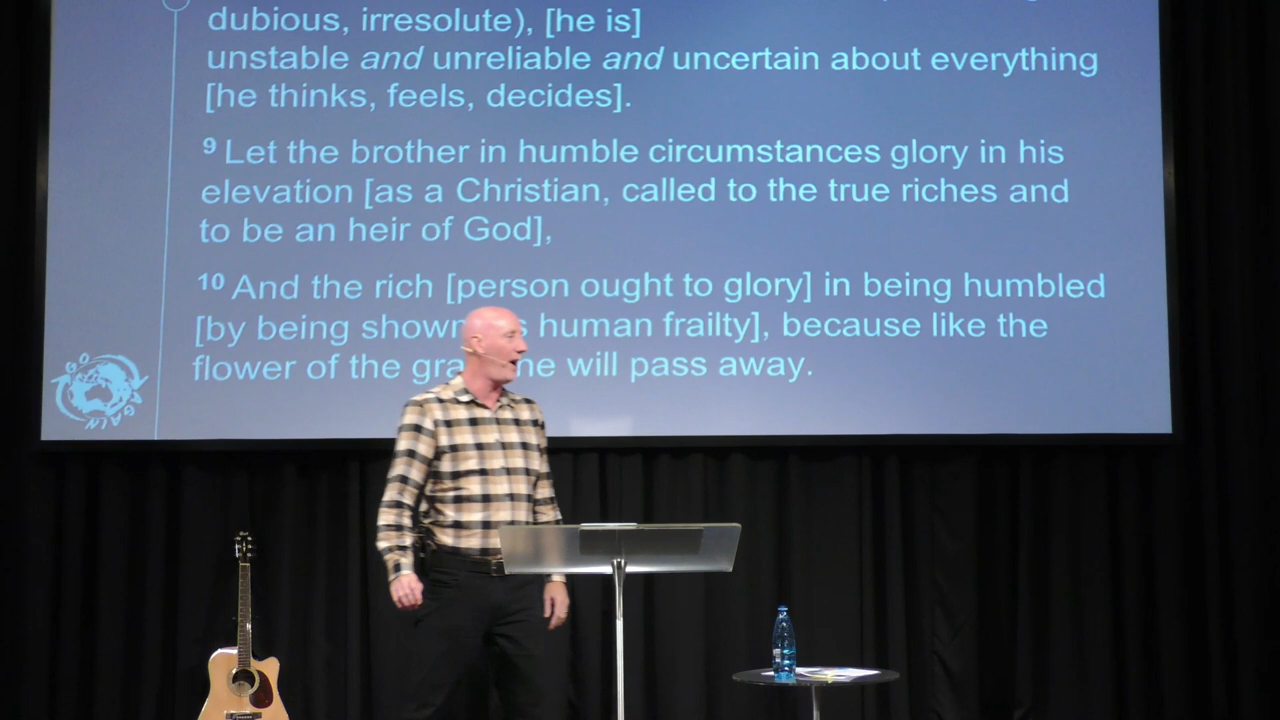 dubious, irresolute), [he is]
unstable and unreliable and uncertain about everything
[he thinks, feels, decides].
9 Let the brother in humble circumstances glory in his
elevation [as a Christian, called to the true riches and
to be an heir of God],
10 And the rich [person ought to glory] in being humbled
[by being shown human frailty], because like the
flower of the he will pass away.
GO
AGAIN